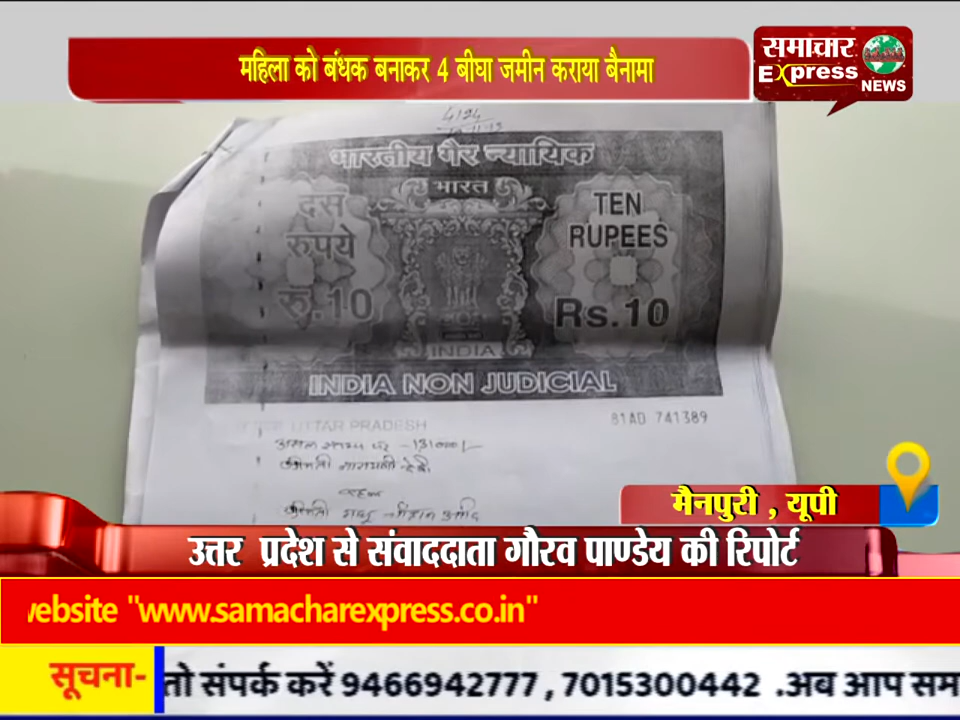 महिला को बंधक बनाकर 4 बीघा जमीन कराया बैनामा
समाचार
Express
NEWS
4124
भारतीय गैर न्यायिक
भारत
दस
रुपये
रु.10
TEN
RUPEES
Rs.10
INDIA
INDIA NON JUDICIAL
UTTAR PRADESH
81AD 741389
मैनपुरी , यूपी
उत्तर प्रदेश से संवाददाता गौरव पाण्डेय की रिपोर्ट
website "www.samacharexpress.co.in"
सूचना-
तो संपर्क करें 9466942777 , 7015300442 .अब आप सम